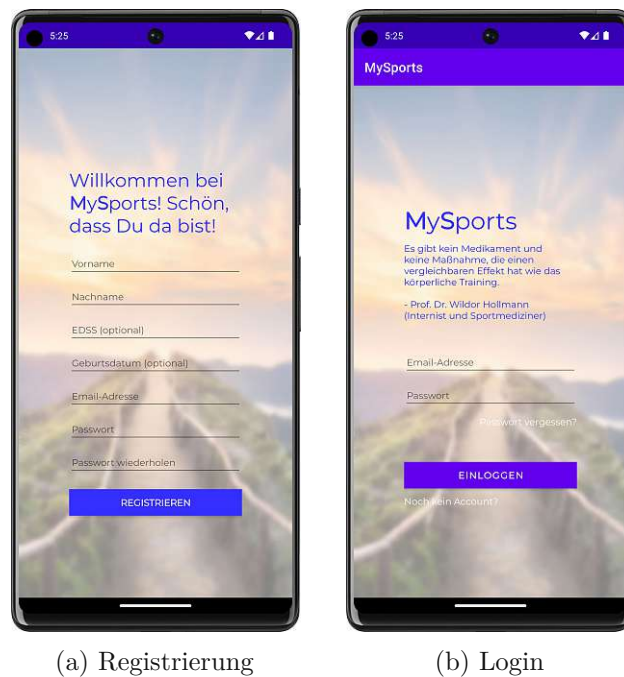 5:25
Willkommen bei
MySports! Schön,
dass Du da bist!
Vorname
Nachname
EDSS (optional)
Geburtsdatum (optional)
Email-Adresse
Passwort
Passwort wiederholen
REGISTRIEREN
(a) Registrierung
5:25
MySports
MySports
Es gibt kein Medikament und
keine Maßnahme, die einen
vergleichbaren Effekt hat wie das
körperliche Training.
- Prof. Dr. Wildor Hollmann
(Internist und Sportmediziner)
Email-Adresse
Passwort
Passwort vergessen?
EINLOGGEN
Noch kein Account?
(b) Login